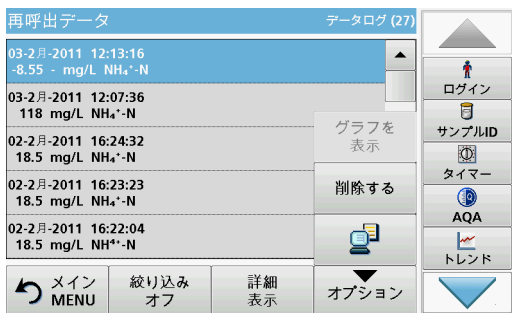 再呼出データ データログ (27)
03-2月-2011 12:13:16
-8.55 - mg/L NH₄⁺-N
03-2月-2011 12:07:36
118 mg/L NH₄⁺-N
02-2月-2011 16:24:32
18.5 mg/L NH₄⁺-N
02-2月-2011 16:23:23
18.5 mg/L NH₄⁺-N
02-2月-2011 16:22:04
18.5 mg/L NH⁴⁺-N
グラフを
表示
削除する
メイン
MENU
絞り込み
オフ
詳細
表示
オプション
ログイン
サンプルID
タイマー
AQA
トレンド